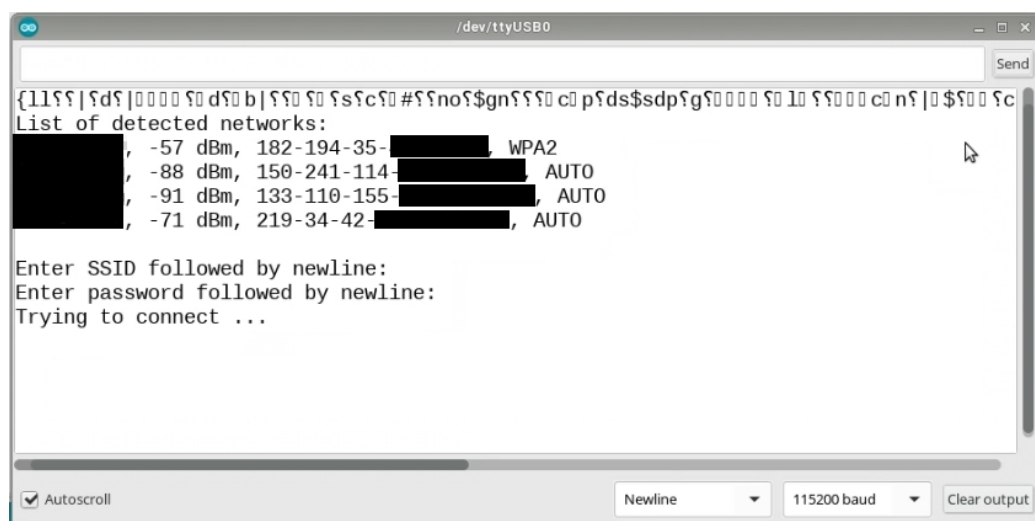 /dev/ttyUSB0
Send
List of detected networks:
, -57 dBm, 182-194-35- , WPA2
, -88 dBm, 150-241-114- , AUTO
, -91 dBm, 133-110-155- , AUTO
, -71 dBm, 219-34-42- , AUTO
Enter SSID followed by newline:
Enter password followed by newline:
Trying to connect ...
Autoscroll
Newline
115200 baud
Clear output